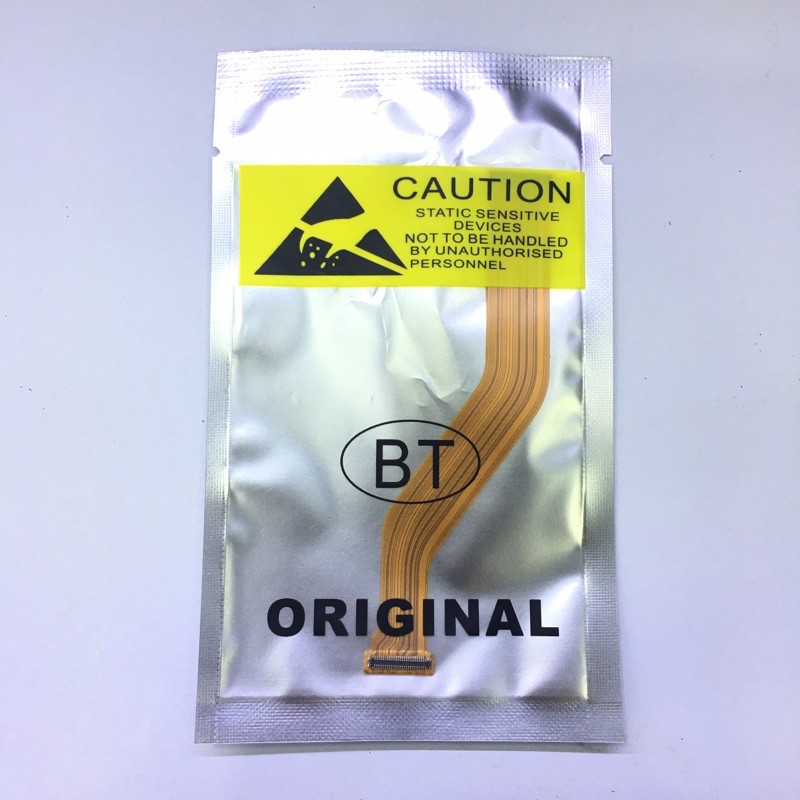 CAUTION
STATIC SENSITIVE
DEVICES
NOT TO BE HANDLED
BY UNAUTHORISED
PERSONNEL
BT
ORIGINAL